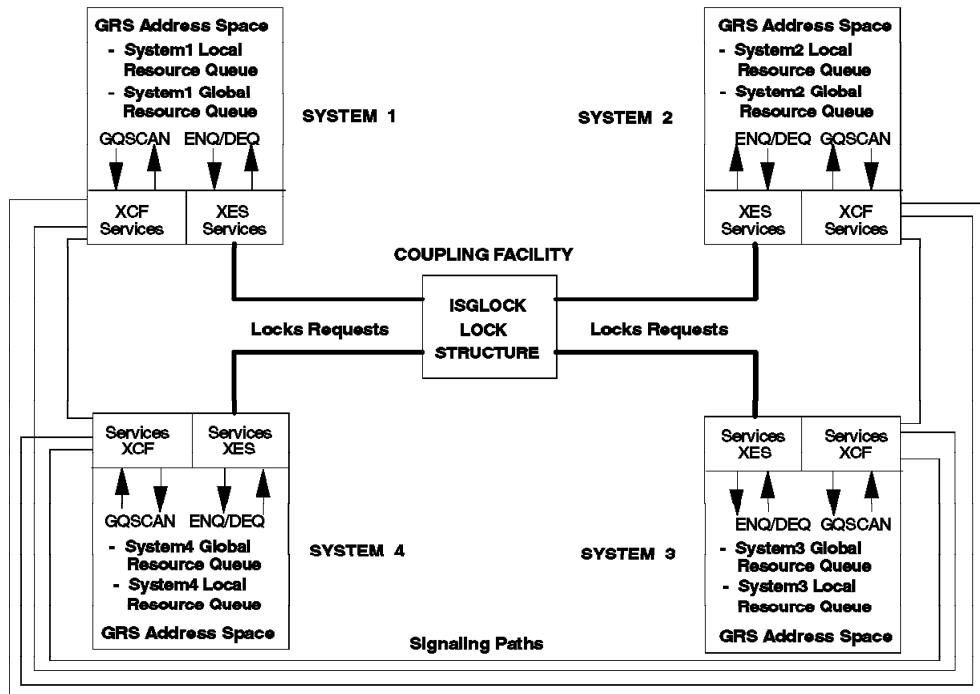 GRS Address Space
- System1 Local
Resource Queue
- System1 Global
Resource Queue
GQSCAN ENQ/DEQ
XCF
Services
XES
Services
SYSTEM 1
SYSTEM 2
GRS Address Space
- System2 Local
Resource Queue
- System2 Global
Resource Queue
ENQ/DEQ GQSCAN
XES
Services
XCF
Services
COUPLING FACILITY
ISGLOCK
LOCK
STRUCTURE
Locks Requests
Locks Requests
Services
XCF
Services
XES
GQSCAN ENQ/DEQ
- System4 Global
Resource Queue
- System4 Local
Resource Queue
GRS Address Space
SYSTEM 4
SYSTEM 3
Services
XES
Services
XCF
ENQ/DEQ GQSCAN
- System3 Global
Resource Queue
- System3 Local
Resource Queue
GRS Address Space
Signaling Paths